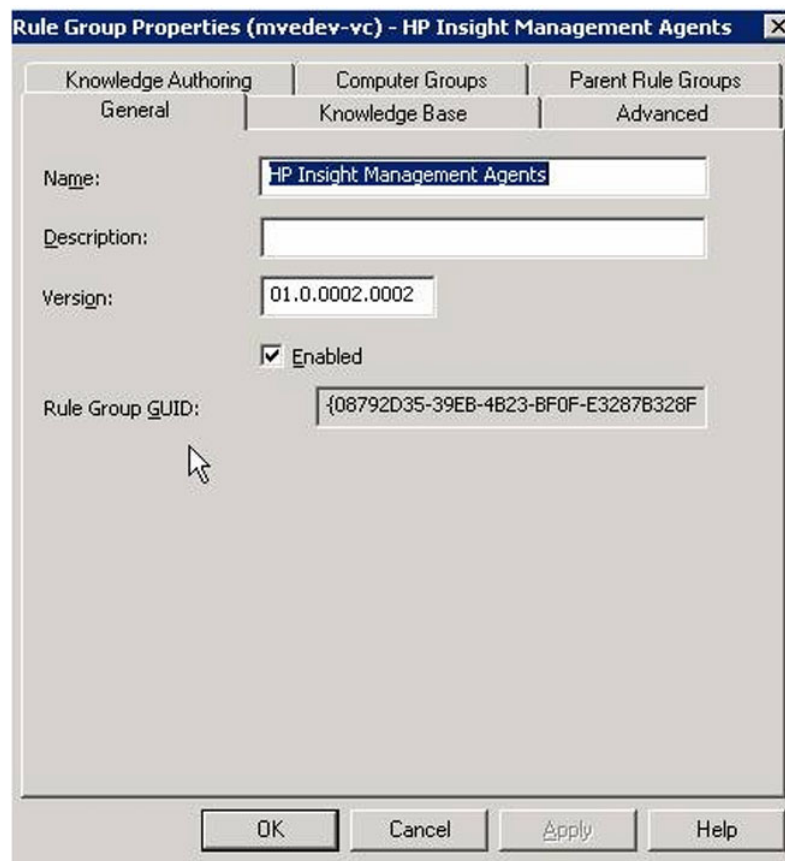 Rule Group Properties (mvedev-vc) - HP Insight Management Agents
Knowledge Authoring Computer Groups Parent Rule Groups
General Knowledge Base Advanced
Name: HP Insight Management Agents
Description:
Version: 01.0.0002.0002
Enabled
Rule Group GUID: {08792D35-39EB-4B23-BF0F-E3287B328F
OK Cancel Apply Help